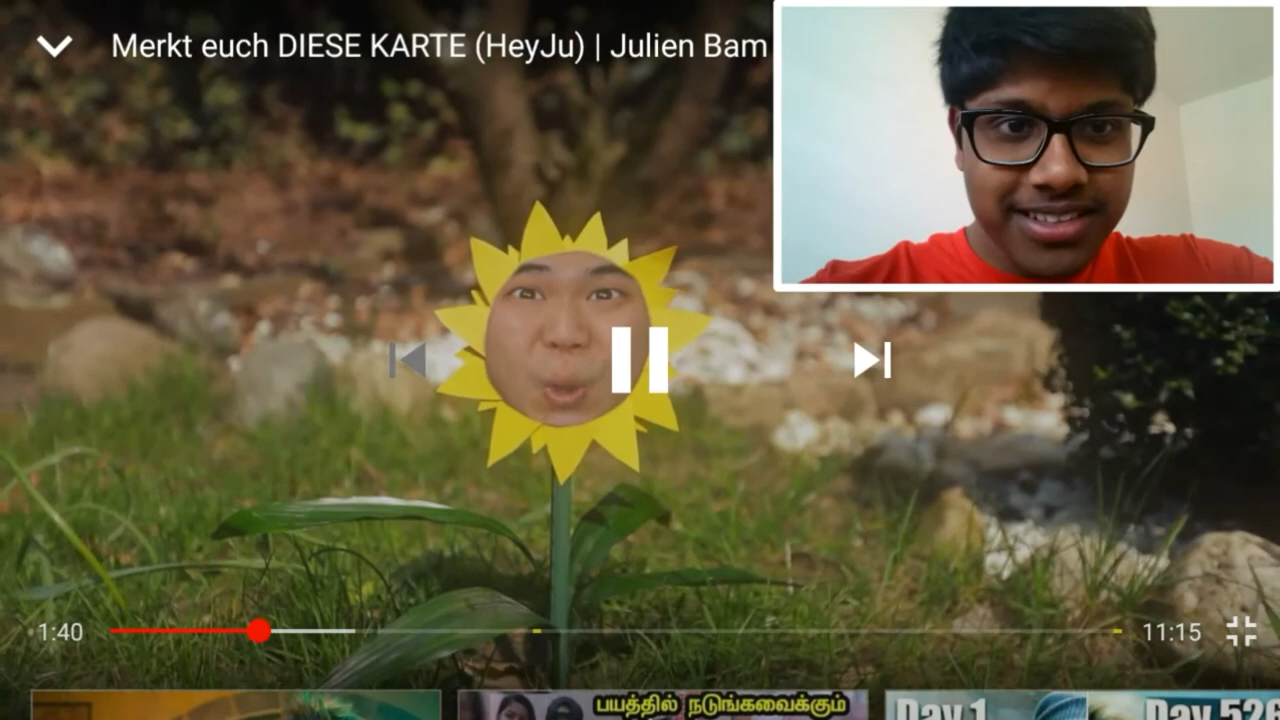 Merkt euch DIESE KARTE (HeyJu) | Julien Bam
1:40
11:15
பயத்தில் நடுங்கவைக்கும்
Day 1
Day 526